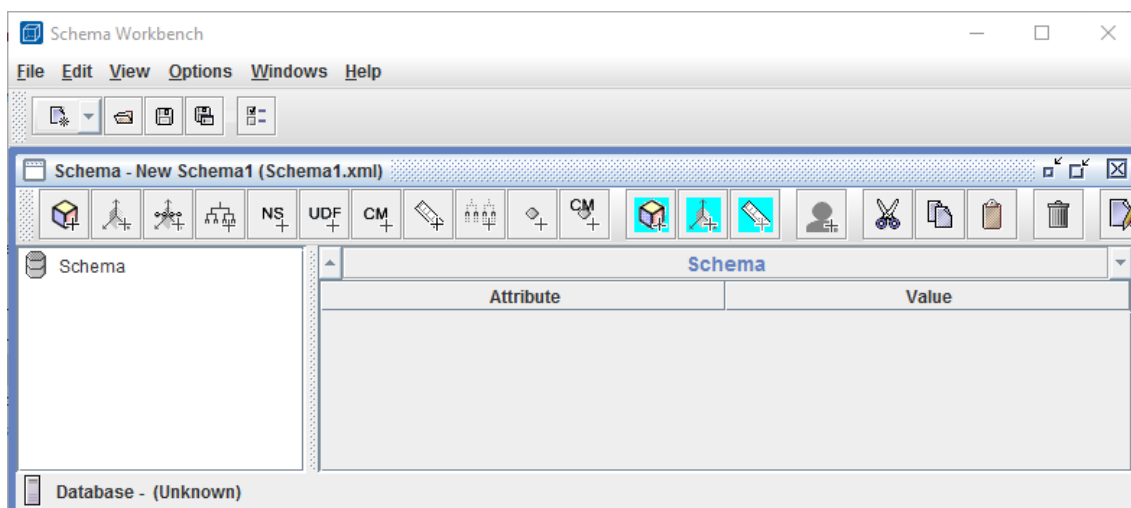 Schema Workbench
File Edit View Options Windows Help
Schema - New Schema1 (Schema1.xml)
NS UDF CM CM
Schema
Schema
Attribute Value
Database - (Unknown)